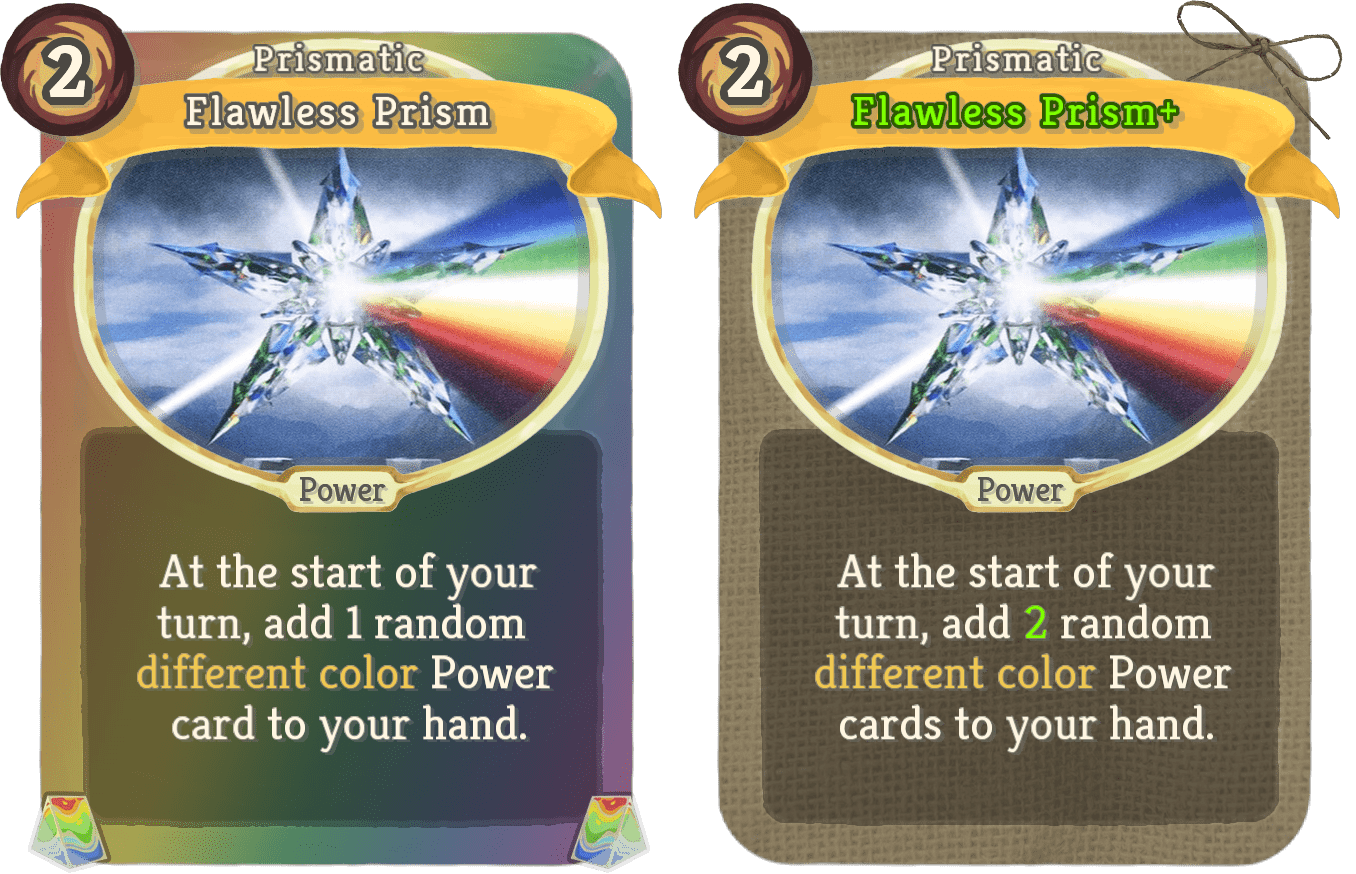 2
Prismatic
Flawless Prism
Power
At the start of your
turn, add 1 random
different color Power
card to your hand.
2
Prismatic
Flawless Prism+
Power
At the start of your
turn, add 2 random
different color Power
cards to your hand.